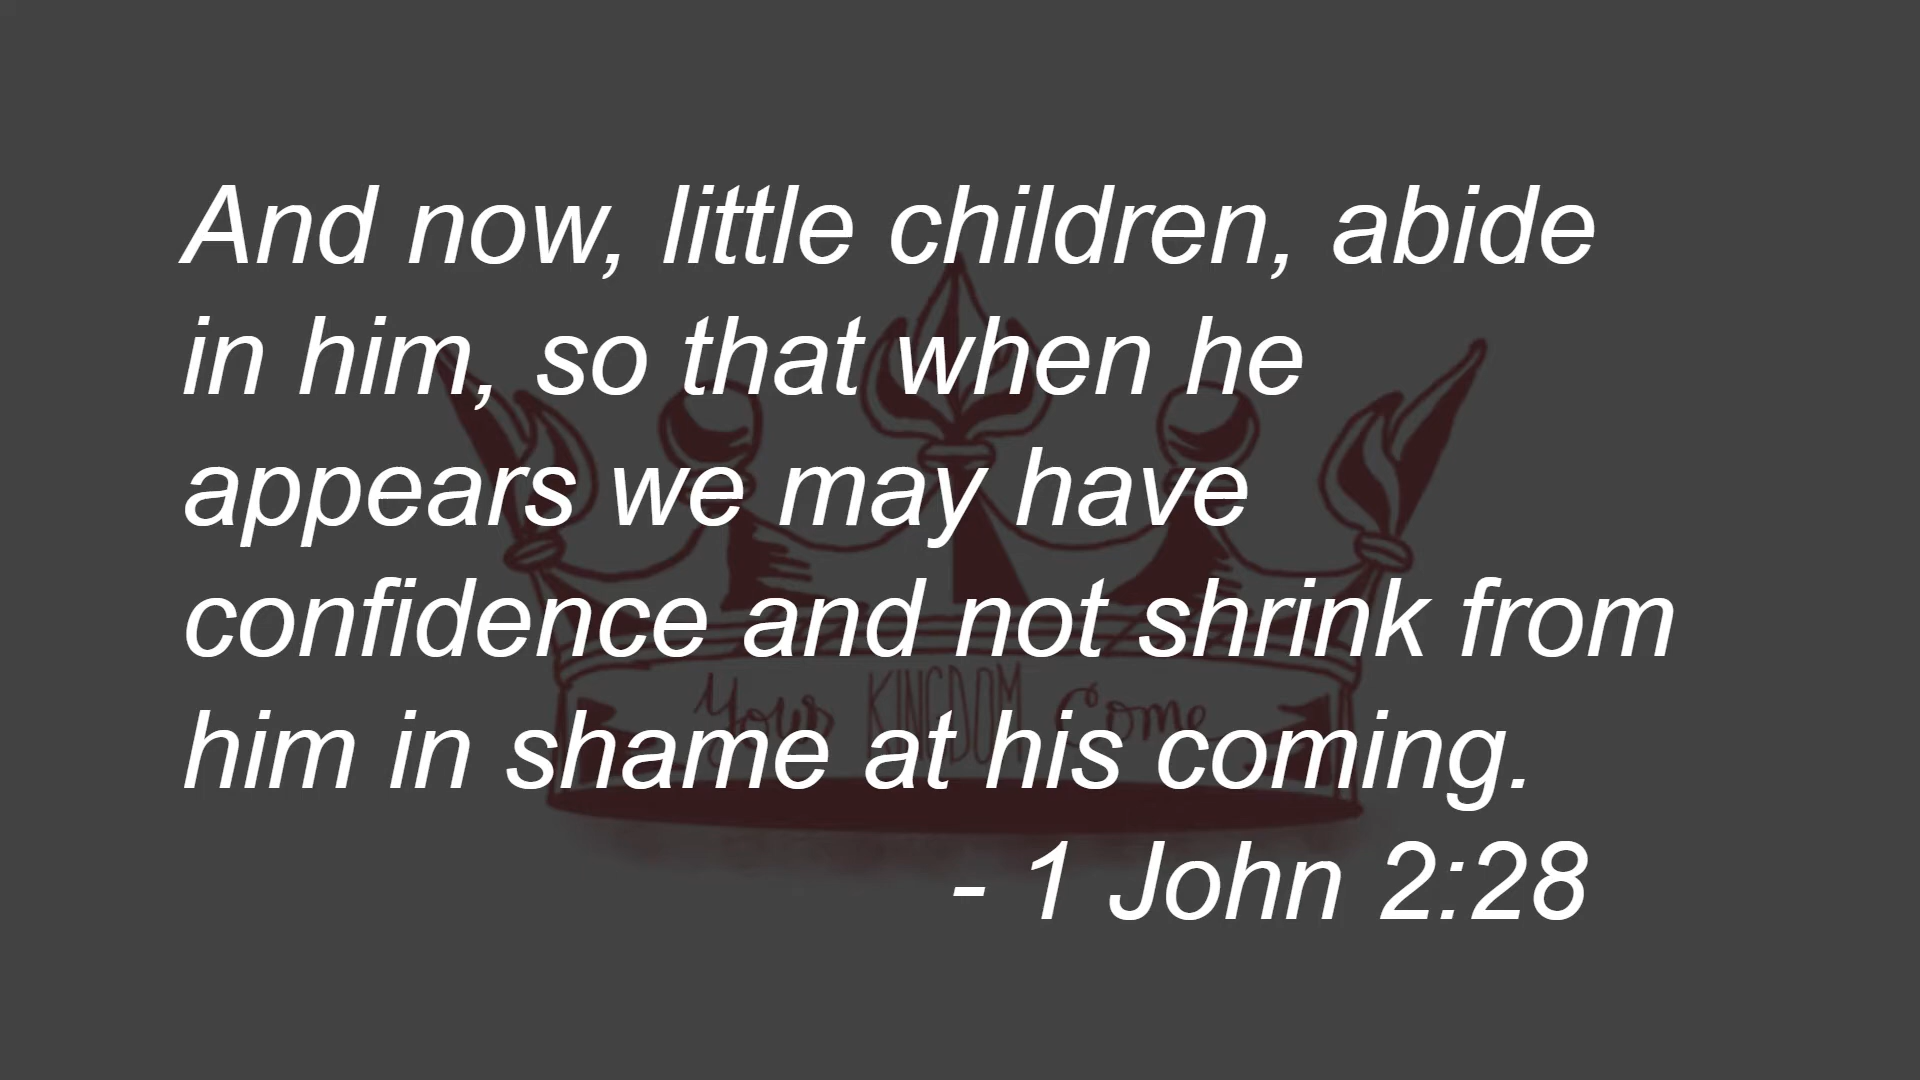 And now, little children, abide
in him, so that when he
appears we may have
confidence and not shrink from
him in shame at his coming.
- 1 John 2:28
Your KINGDOM Come